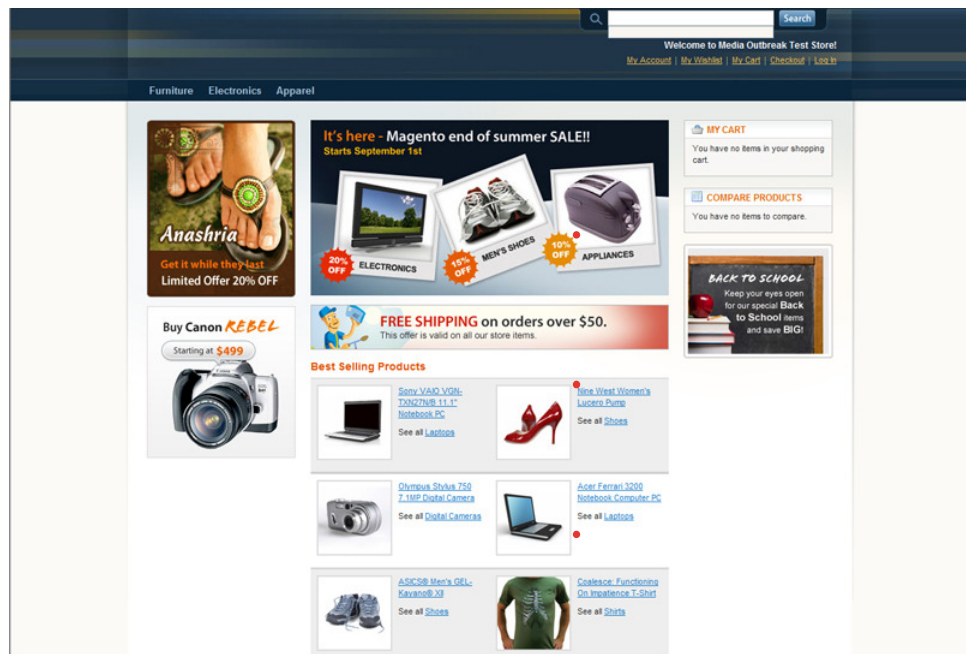 Search
Welcome to Media Outbreak Test Store!
My Account | My Wishlist | My Cart | Checkout | Log In
Furniture Electronics Apparel
Anashria
Get it while they last
Limited Offer 20% OFF
It's here - Magento end of summer SALE!!
Starts September 1st
20%
OFF
ELECTRONICS
15%
OFF
MEN'S SHOES
10%
OFF
APPLIANCES
MY CART
You have no items in your shopping
cart.
COMPARE PRODUCTS
You have no items to compare.
BACK TO SCHOOL
Keep your eyes open
for our special Back
to School items
and save BIG!
Buy Canon REBEL
Starting at $499
FREE SHIPPING on orders over $50.
This offer is valid on all our store items.
Best Selling Products
Sony VAIO VGN-
TXN27N/B 11.1"
Notebook PC
See all Laptops
Nine West Women's
Lucero Pump
See all Shoes
Olympus Stylus 750
7.1MP Digital Camera
See all Digital Cameras
Acer Ferrari 3200
Notebook Computer PC
See all Laptops
ASICS® Men's GEL-
Kayano® XII
See all Shoes
Coalesce: Functioning
On Impatience T-Shirt
See all Shirts